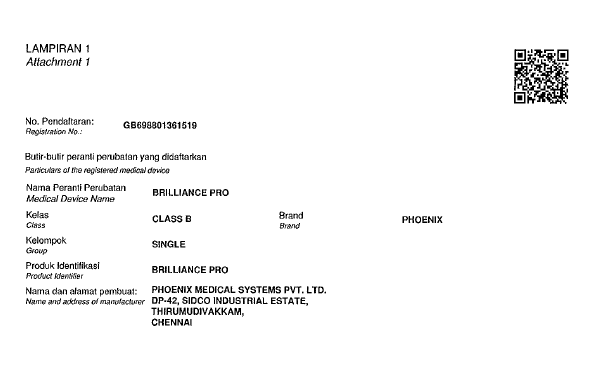 LAMPIRAN 1
Attachment 1
No. Pendaftaran: GB698801361519
Registration No.:
Butir-butir peranti perubatan yang didaftarkan
Particulars of the registered medical device
Nama Peranti Perubatan BRILLIANCE PRO
Medical Device Name
Kelas CLASS B Brand PHOENIX
Class Brand
Kelompok SINGLE
Group
Produk Identifikasi BRILLIANCE PRO
Product Identifier
Nama dan alamat pembuat: PHOENIX MEDICAL SYSTEMS PVT. LTD.
Name and address of manufacturer DP-42, SIDCO INDUSTRIAL ESTATE,
THIRUMUDIVAKKAM,
CHENNAI